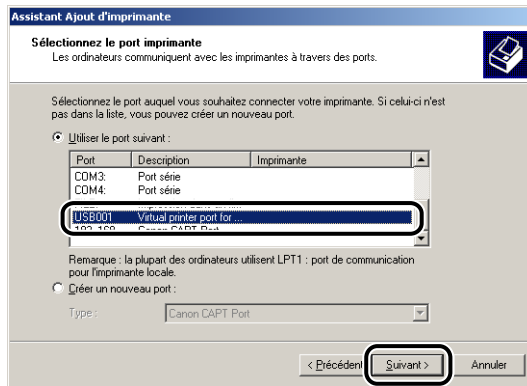 Assistant Ajout d'imprimante
Sélectionnez le port imprimante
Les ordinateurs communiquent avec les imprimantes à travers des ports.
Sélectionnez le port auquel vous souhaitez connecter votre imprimante. Si celui-ci n'est
pas dans la liste, vous pouvez créer un nouveau port.
Utiliser le port suivant :
Port Description Imprimante
COM3: Port série
COM4: Port série
USB001 Virtual printer port for ...
Canon CAPT Port
Remarque : la plupart des ordinateurs utilisent LPT1 : port de communication
pour l'imprimante locale.
Créer un nouveau port :
Type : Canon CAPT Port
< Précédent Suivant > Annuler